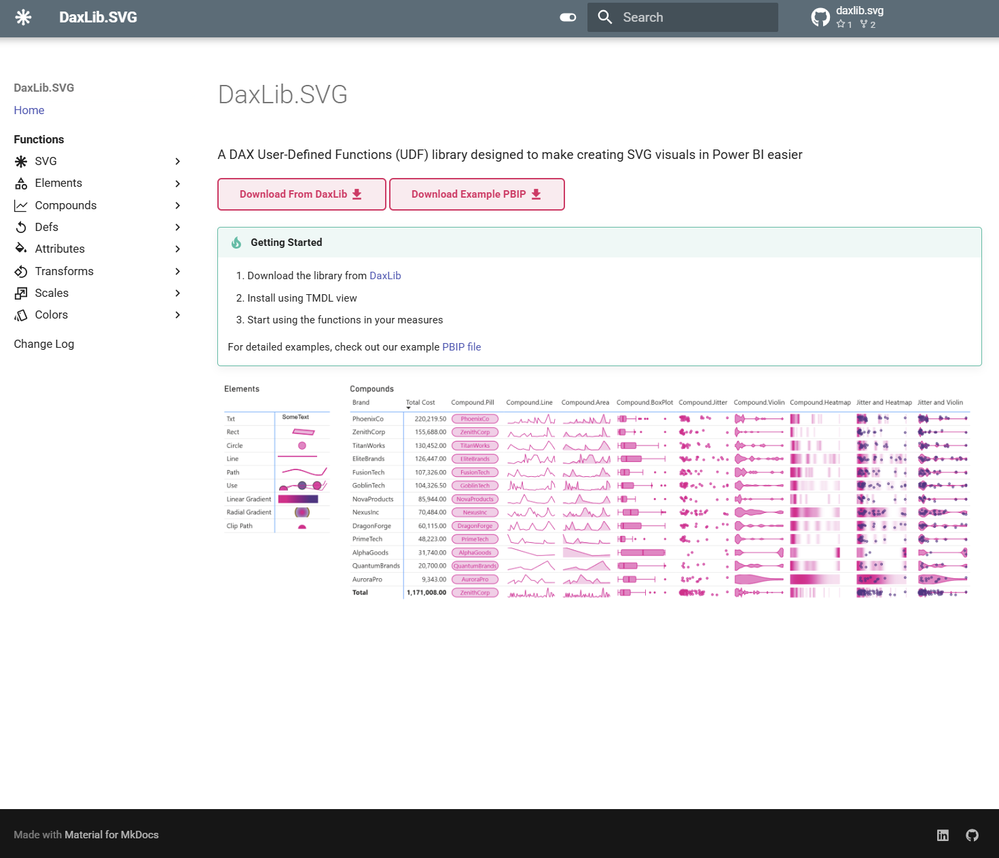 DaxLib.SVG
Search
daxlib.svg
1 2
DaxLib.SVG
Home
Functions
SVG
Elements
Compounds
Defs
Attributes
Transforms
Scales
Colors
Change Log
DaxLib.SVG
A DAX User-Defined Functions (UDF) library designed to make creating SVG visuals in Power BI easier
Download From DaxLib
Download Example PBIP
Getting Started
1. Download the library from DaxLib
2. Install using TMDL view
3. Start using the functions in your measures
For detailed examples, check out our example PBIP file
Elements
Txt SomeText
Rect
Circle
Line
Path
Use
Linear Gradient
Radial Gradient
Clip Path
Compounds
Brand Total Cost Compound.Pill Compound.Line Compound.Area Compound.BoxPlot Compound.Jitter Compound.Violin Compound.Heatmap Jitter and Heatmap Jitter and Violin
PhoenixCo 220,219.50 PhoenixCo
ZenithCorp 155,688.00 ZenithCorp
TitanWorks 130,452.00 TitanWorks
EliteBrands 126,447.00 EliteBrands
FusionTech 107,326.00 FusionTech
GoblinTech 104,326.50 GoblinTech
NovaProducts 85,944.00 NovaProducts
NexusInc 70,484.00 NexusInc
DragonForge 60,115.00 DragonForge
PrimeTech 48,223.00 PrimeTech
AlphaGoods 31,740.00 AlphaGoods
QuantumBrands 20,700.00 QuantumBrands
AuroraPro 9,343.00 AuroraPro
Total 1,171,008.00 ZenithCorp
Made with Material for MkDocs